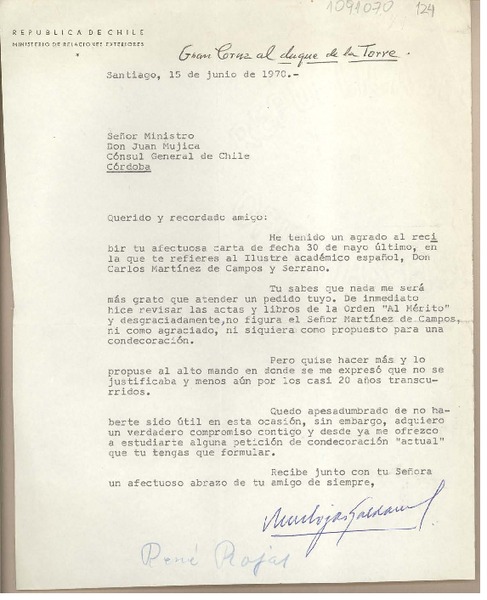 1091070
124
REPUBLICA DE CHILE
MINISTERIO DE RELACIONES EXTERIORES
Gran Cruz al duque de la Torre.
Santiago, 15 de junio de 1970.-
Señor Ministro
Don Juan Mujica
Cónsul General de Chile
Córdoba
Querido y recordado amigo:
He tenido un agrado al reci
bir tu afectuosa carta de fecha 30 de mayo último, en
la que te refieres al Ilustre académico español, Don
Carlos Martínez de Campos y Serrano.
Tu sabes que nada me será
más grato que atender un pedido tuyo. De inmediato
hice revisar las actas y libros de la Orden "Al Mérito"
y desgraciadamente,no figura el Señor Martínez de Campos,
ni como agraciado, ni siquiera como propuesto para una
condecoración.
Pero quise hacer más y lo
propuse al alto mando en donde se me expresó que no se
justificaba y menos aún por los casi 20 años transcu-
rridos.
Quedo apesadumbrado de no ha-
berte sido útil en esta ocasión, sin embargo, adquiero
un verdadero compromiso contigo y desde ya me ofrezco
a estudiarte alguna petición de condecoración "actual"
que tu tengas que formular.
Recibe junto con tu Señora
un afectuoso abrazo de tu amigo de siempre,
René Rojas